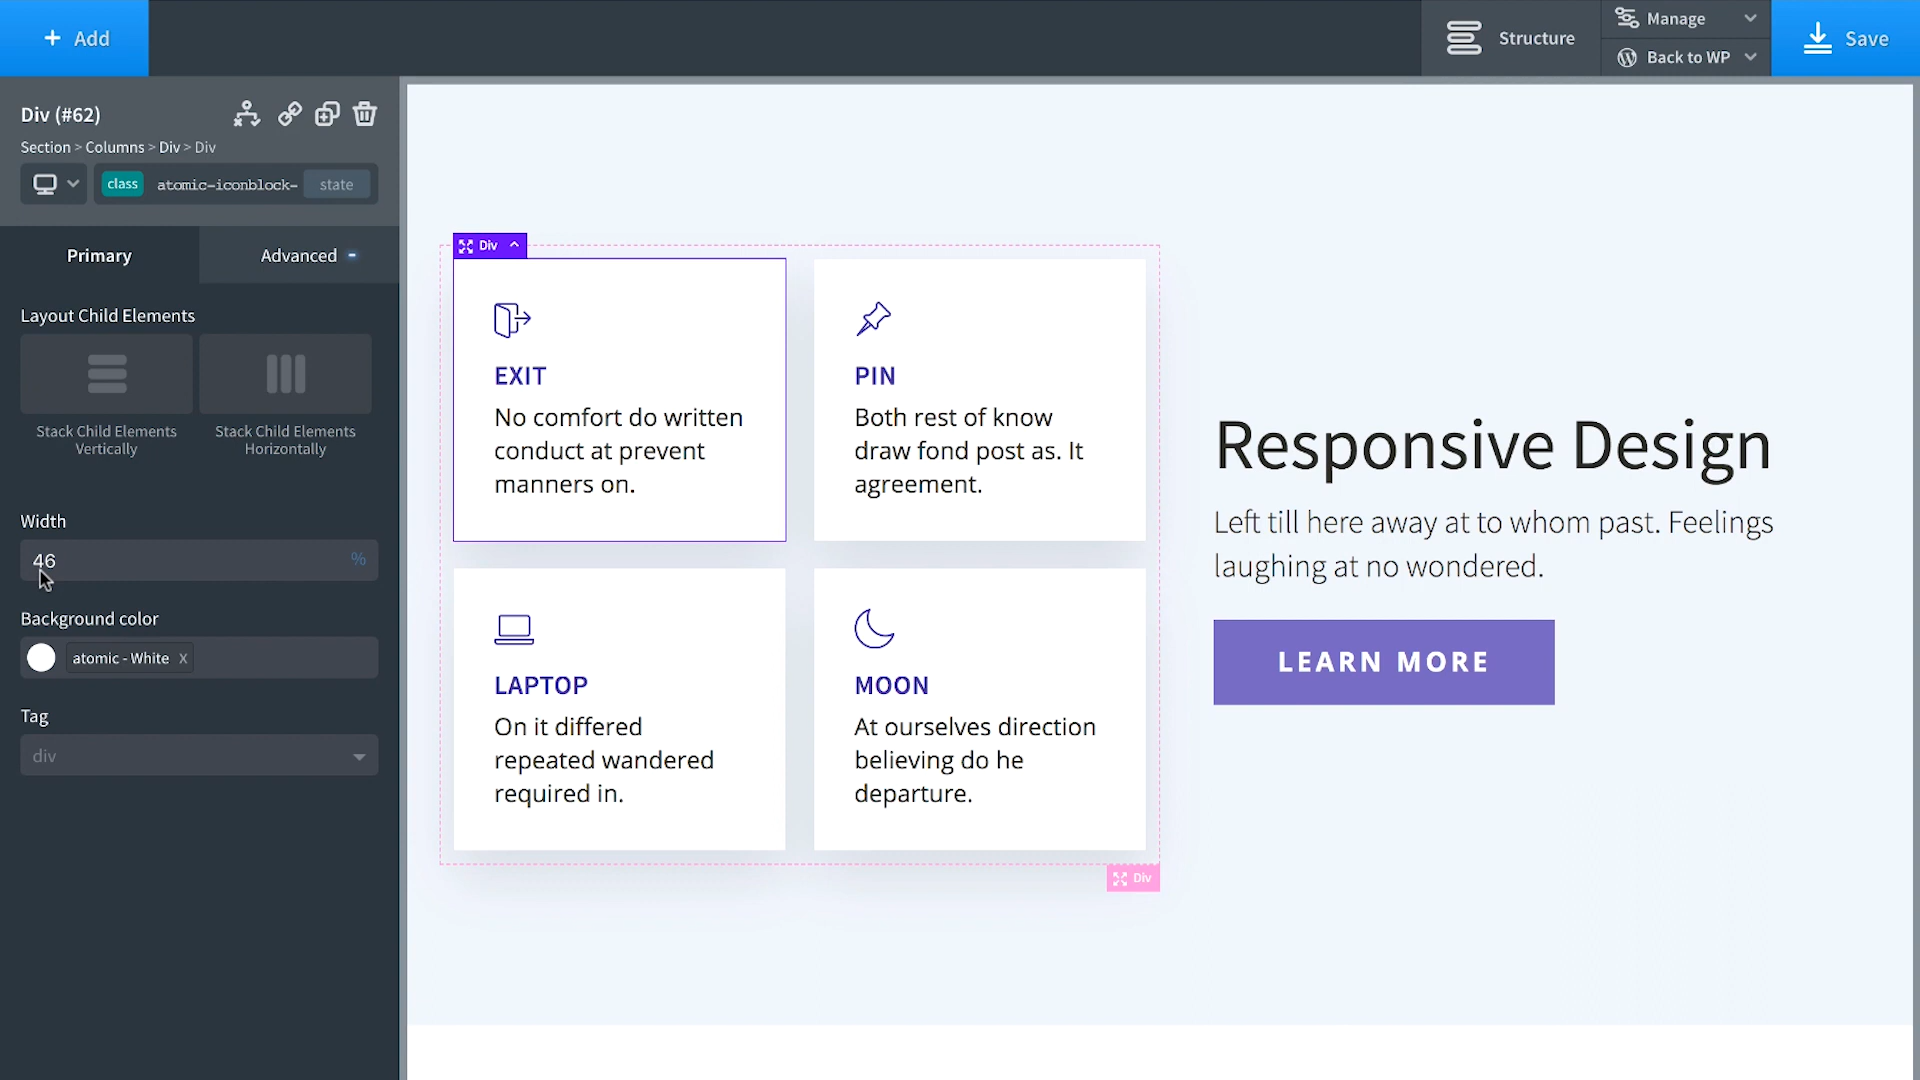 + Add
Structure
Manage
Back to WP
Save
Div (#62)
Section > Columns > Div > Div
class atomic-iconblock- state
Primary
Advanced
Layout Child Elements
Stack Child Elements
Vertically
Stack Child Elements
Horizontally
Width
46 %
Background color
atomic - White x
Tag
div
Div
EXIT
No comfort do written
conduct at prevent
manners on.
PIN
Both rest of know
draw fond post as. It
agreement.
LAPTOP
On it differed
repeated wandered
required in.
MOON
At ourselves direction
believing do he
departure.
Div
Responsive Design
Left till here away at to whom past. Feelings
laughing at no wondered.
LEARN MORE